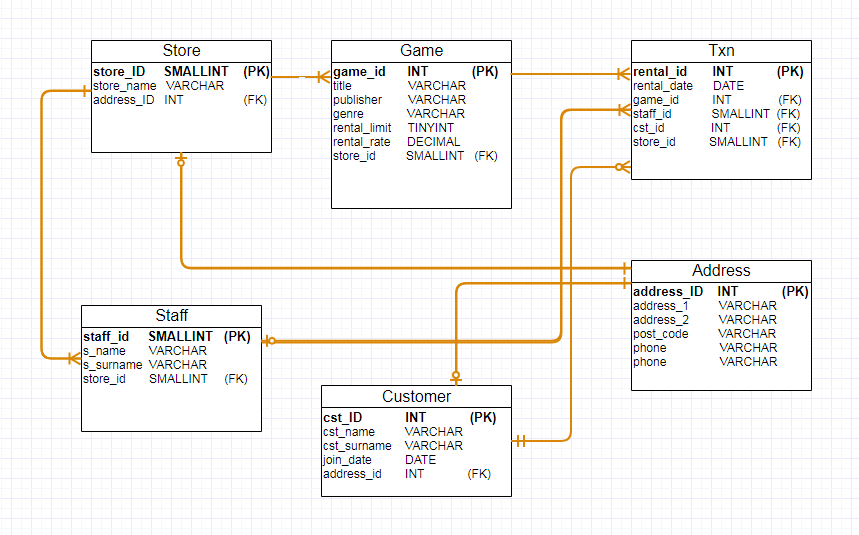 Store
store_ID SMALLINT (PK)
store_name VARCHAR
address_ID INT (FK)
Game
game_id INT (PK)
title VARCHAR
publisher VARCHAR
genre VARCHAR
rental_limit TINYINT
rental_rate DECIMAL
store_id SMALLINT (FK)
Txn
rental_id INT (PK)
rental_date DATE
game_id INT (FK)
staff_id SMALLINT (FK)
cst_id INT (FK)
store_id SMALLINT (FK)
Address
address_ID INT (PK)
address_1 VARCHAR
address_2 VARCHAR
post_code VARCHAR
phone VARCHAR
phone VARCHAR
Staff
staff_id SMALLINT (PK)
s_name VARCHAR
s_surname VARCHAR
store_id SMALLINT (FK)
Customer
cst_ID INT (PK)
cst_name VARCHAR
cst_surname VARCHAR
join_date DATE
address_id INT (FK)